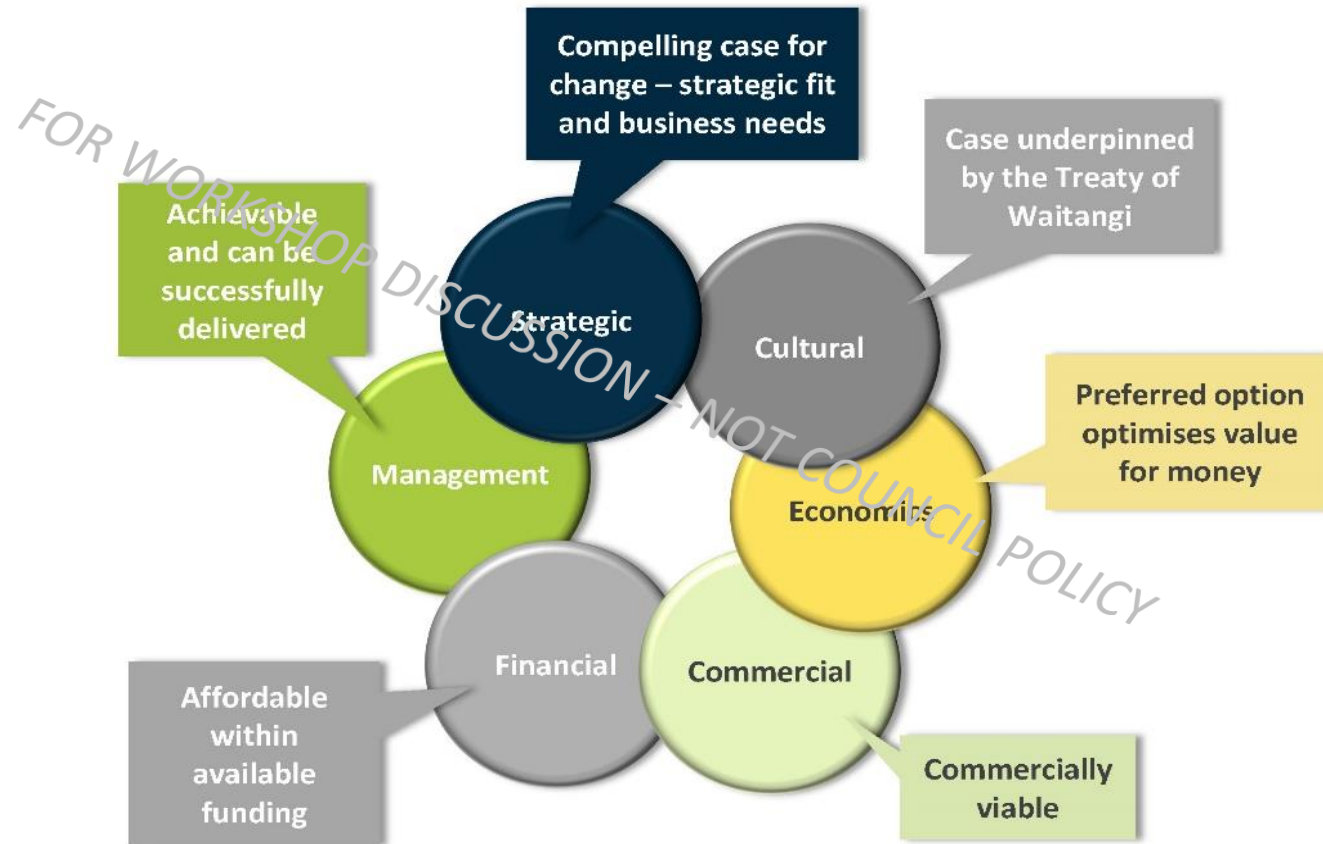 Compelling case for
change – strategic fit
and business needs
Case underpinned
by the Treaty of
Waitangi
Achievable
and can be
successfully
delivered
Strategic
Cultural
Preferred option
optimises value
for money
Management
Economics
Financial
Commercial
Affordable
within
available
funding
Commercially
viable
FOR WORKSHOP DISCUSSION – NOT COUNCIL POLICY